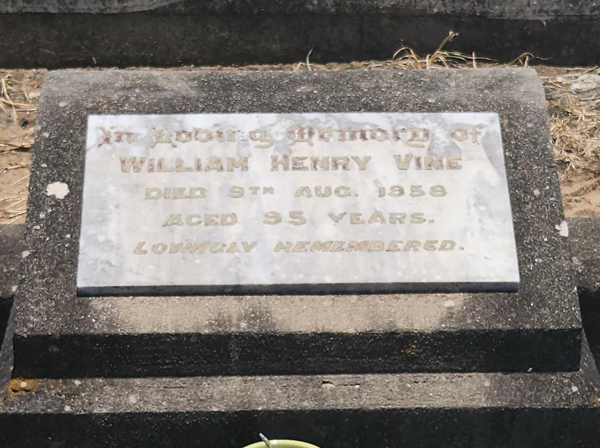 In Loving Memory of
WILLIAM HENRY VINE
DIED 9TH AUG. 1958
AGED 95 YEARS.
LOVINGLY REMEMBERED.